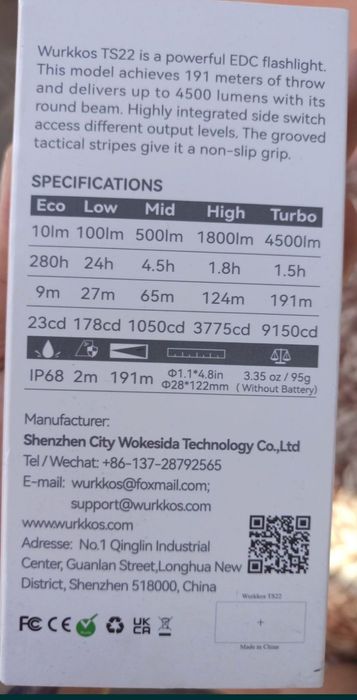 Wurkkos TS22 is a powerful EDC flashlight.
This model achieves 191 meters of throw
and delivers up to 4500 lumens with its
round beam. Highly integrated side switch
access different output levels. The grooved
tactical stripes give it a non-slip grip.
SPECIFICATIONS
Eco Low Mid High Turbo
10lm 100lm 500lm 1800lm 4500lm
280h 24h 4.5h 1.8h 1.5h
9m 27m 65m 124m 191m
23cd 178cd 1050cd 3775cd 9150cd
IP68 2m 191m Φ1.1*4.8in Φ28*122mm 3.35 oz / 95g ( Without Battery)
Manufacturer:
Shenzhen City Wokesida Technology Co.,Ltd
Tel / Wechat: +86-137-28792565
E-mail: wurkkos@foxmail.com;
support@wurkkos.com
www.wurkkos.com
Adresse: No.1 Qinglin Industrial
Center, Guanlan Street,Longhua New
District, Shenzhen 518000, China
FC CE UK CA
Wurkkos TS22
+
Made in China